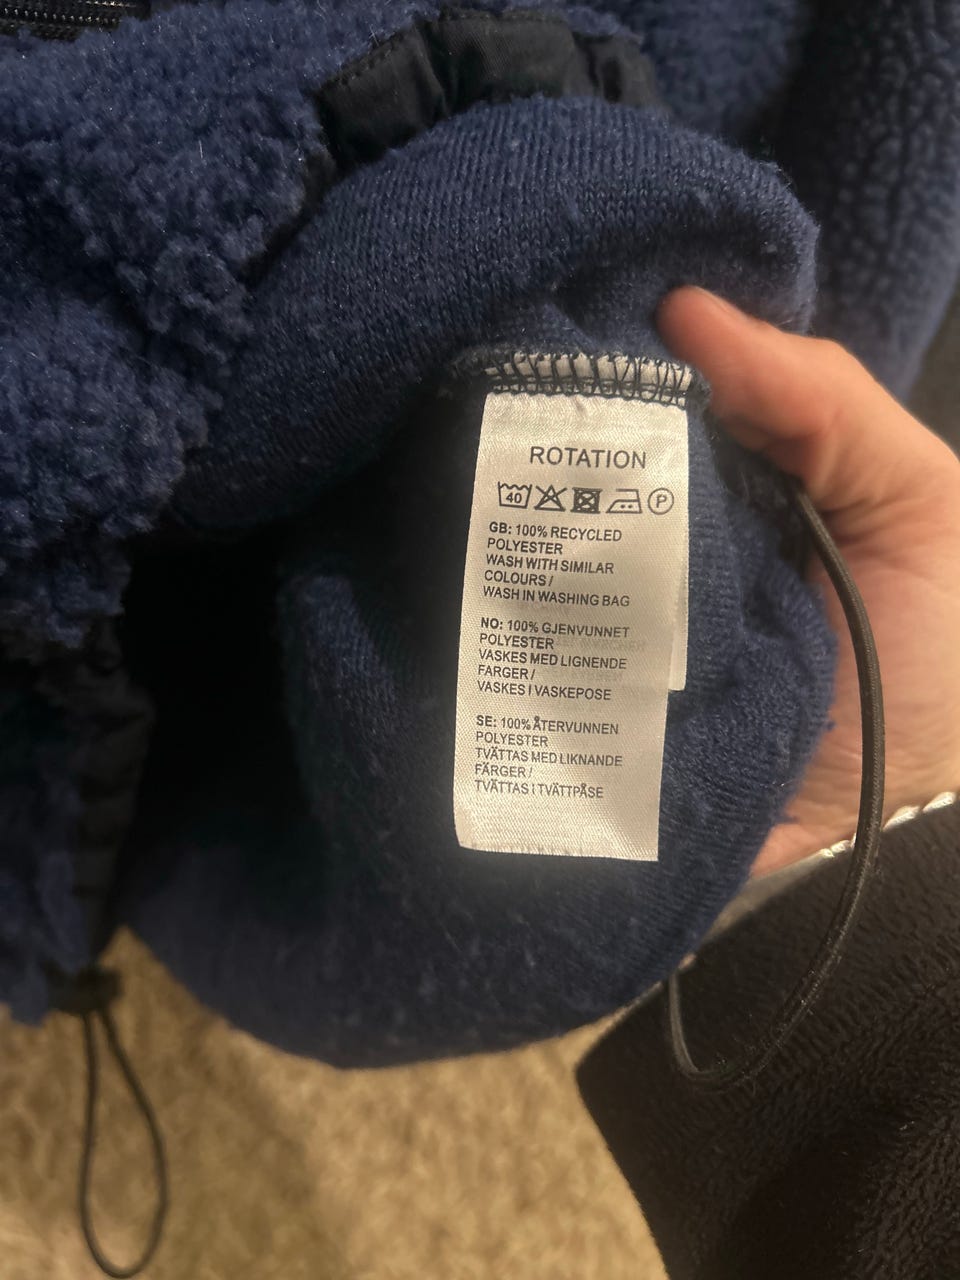 ROTATION
40 P
GB: 100% RECYCLED
POLYESTER
WASH WITH SIMILAR
COLOURS /
WASH IN WASHING BAG
NO: 100% GJENVUNNET
POLYESTER
VASKES MED LIGNENDE
FARGER /
VASKES I VASKEPOSE
SE: 100% ÅTERVUNNEN
POLYESTER
TVÄTTAS MED LIKNANDE
FÄRGER /
TVÄTTAS I TVÄTTPÅSE